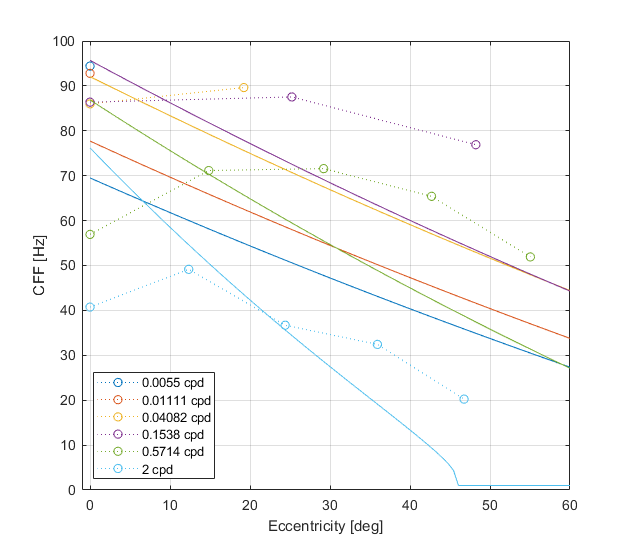 100
90
80
70
60
50
40
30
20
10
0
CFF [Hz]
0.0055 cpd
0.01111 cpd
0.04082 cpd
0.1538 cpd
0.5714 cpd
2 cpd
0 10 20 30 40 50 60
Eccentricity [deg]